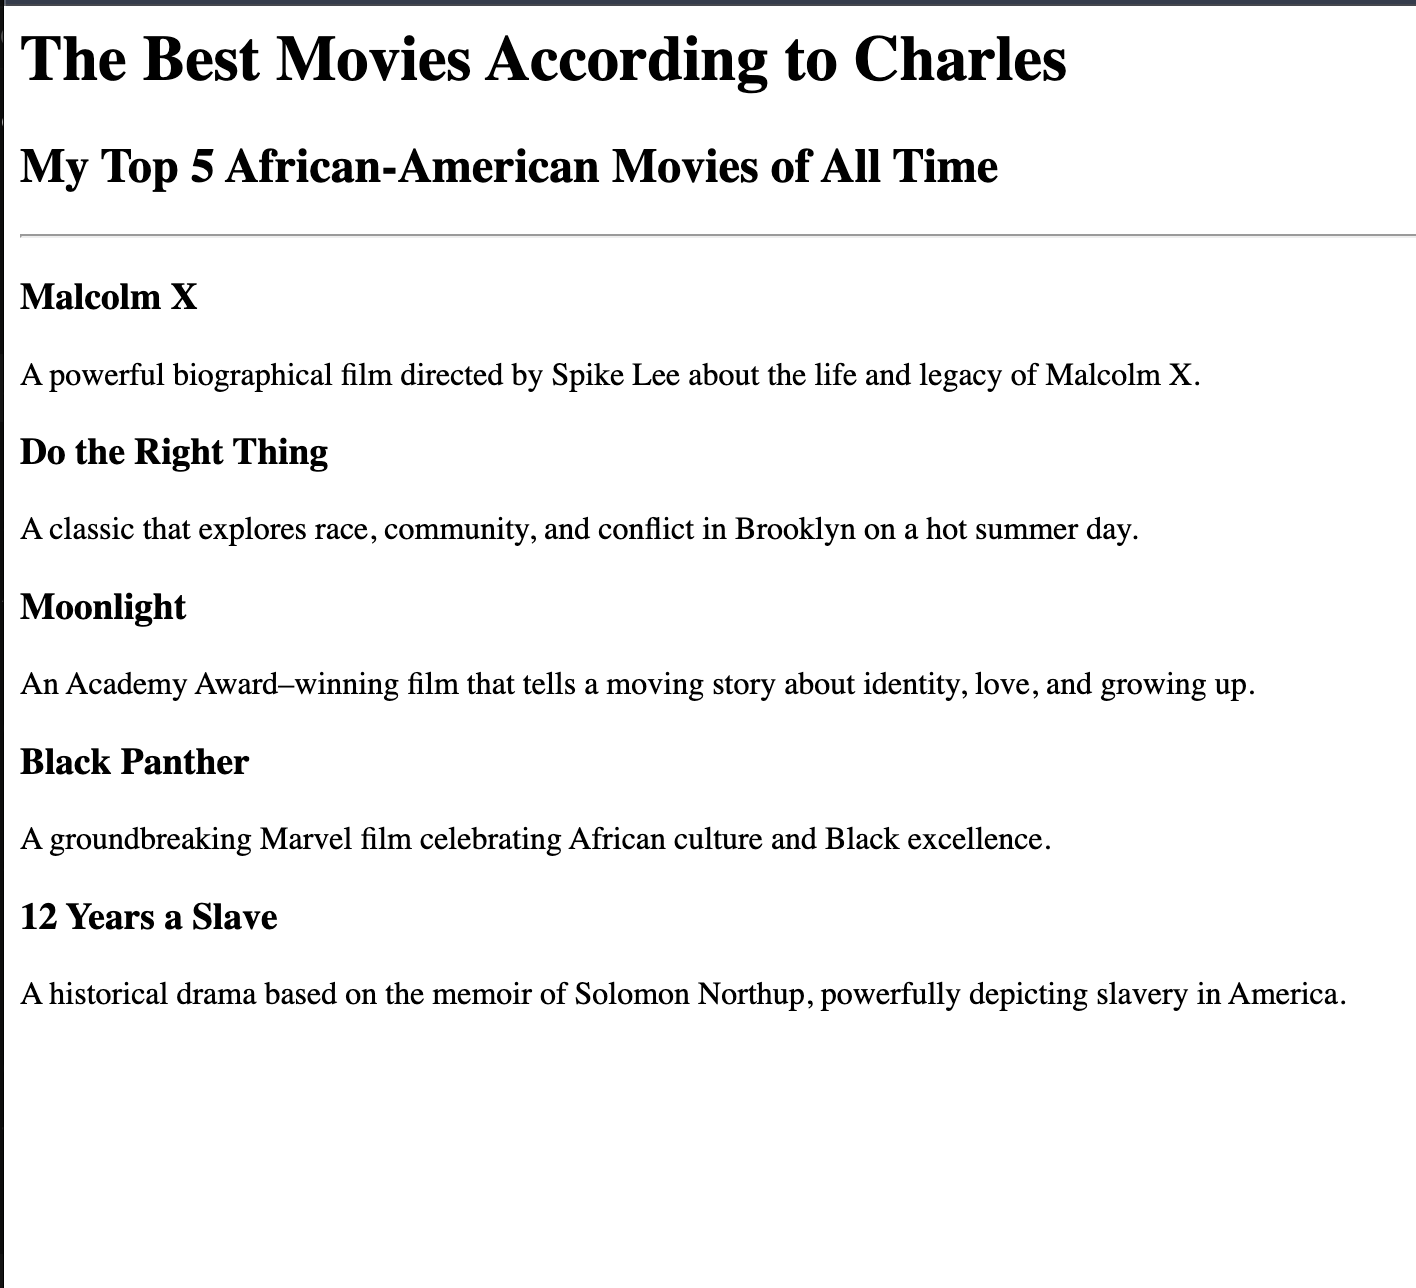 The Best Movies According to Charles
My Top 5 African-American Movies of All Time
Malcolm X
A powerful biographical film directed by Spike Lee about the life and legacy of Malcolm X.
Do the Right Thing
A classic that explores race, community, and conflict in Brooklyn on a hot summer day.
Moonlight
An Academy Award–winning film that tells a moving story about identity, love, and growing up.
Black Panther
A groundbreaking Marvel film celebrating African culture and Black excellence.
12 Years a Slave
A historical drama based on the memoir of Solomon Northup, powerfully depicting slavery in America.